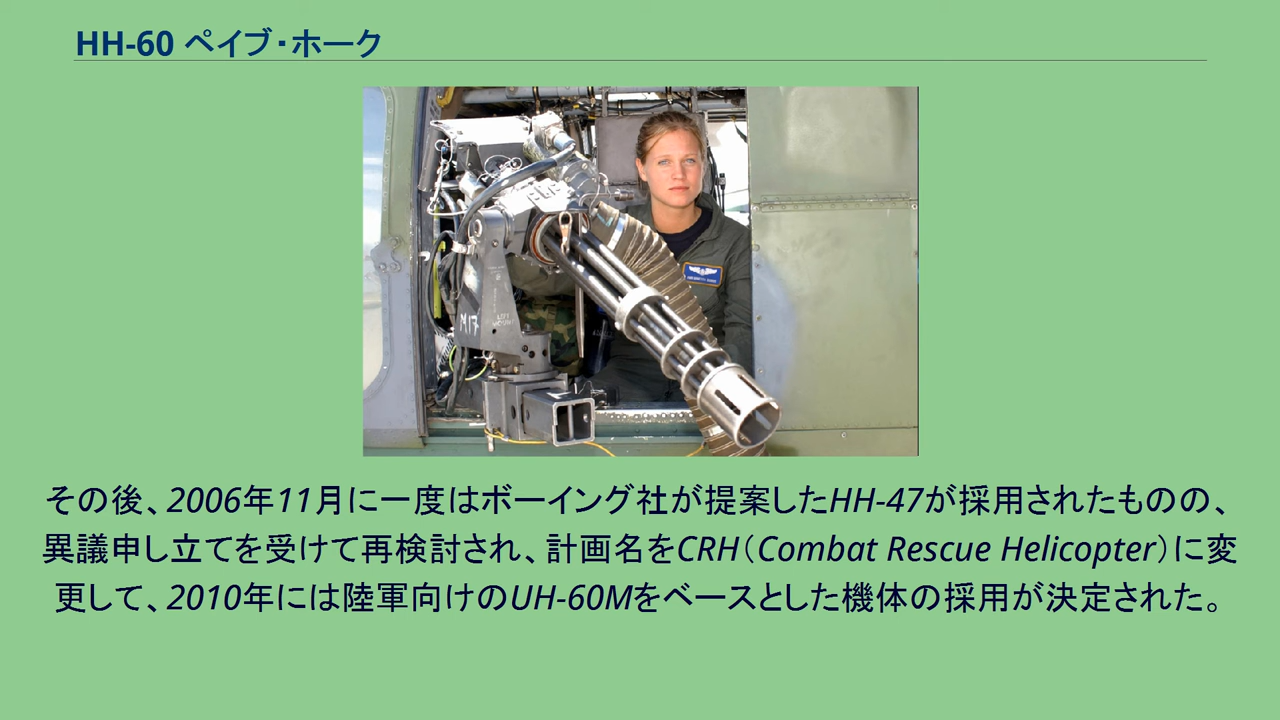 HH-60 ペイブ・ホーク
M17
その後、2006年11月に一度はボーイング社が提案したHH-47が採用されたものの、
異議申し立てを受けて再検討され、計画名をCRH（Combat Rescue Helicopter）に変
更して、2010年には陸軍向けのUH-60Mをベースとした機体の採用が決定された。